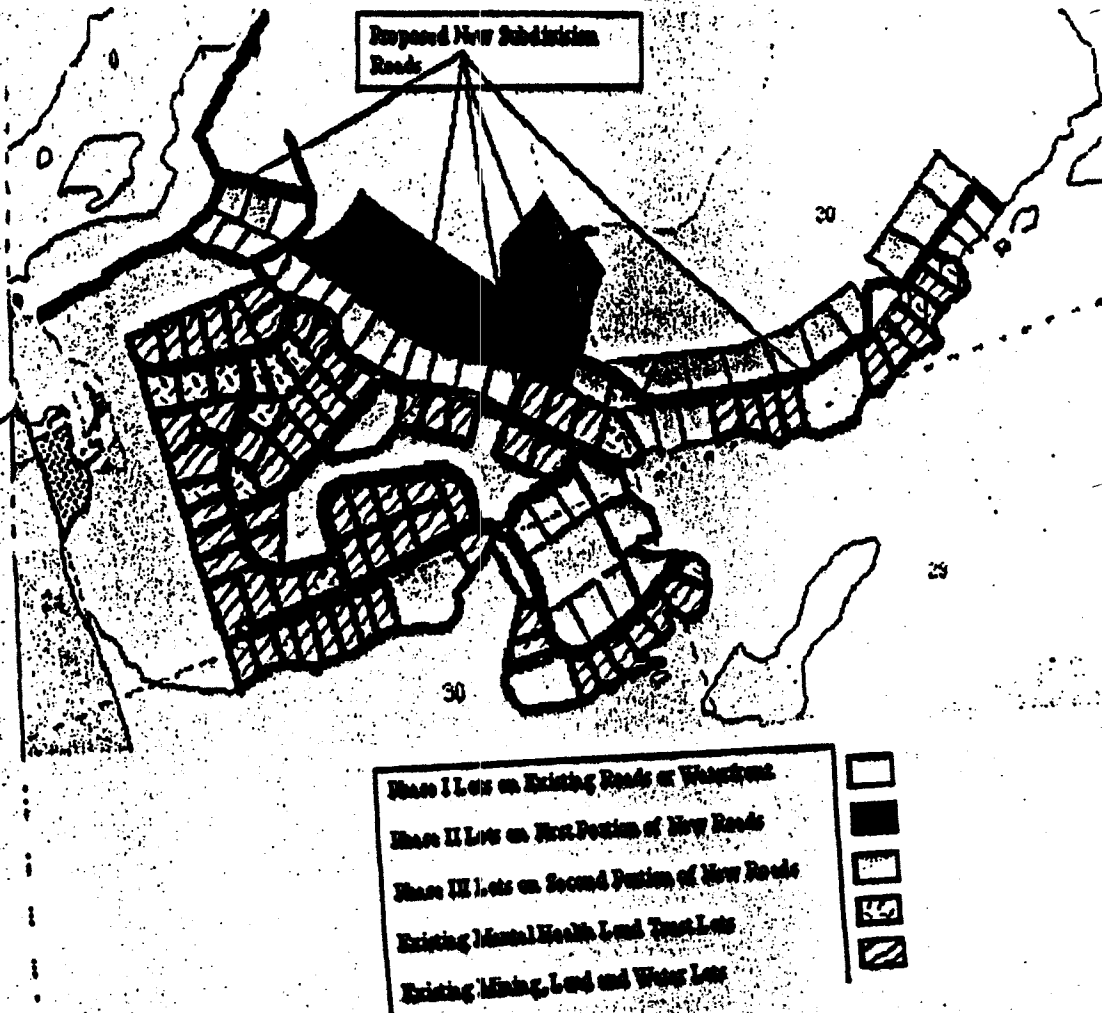 Proposed New Subdivision
Roads
30
29
30
Phase I Lots on Existing Roads or Waterfront
Phase II Lots on First Portion of New Roads
Phase III Lots on Second Portion of New Roads
Existing Mental Health Land Trust Lots
Existing Mining, Land and Water Lots